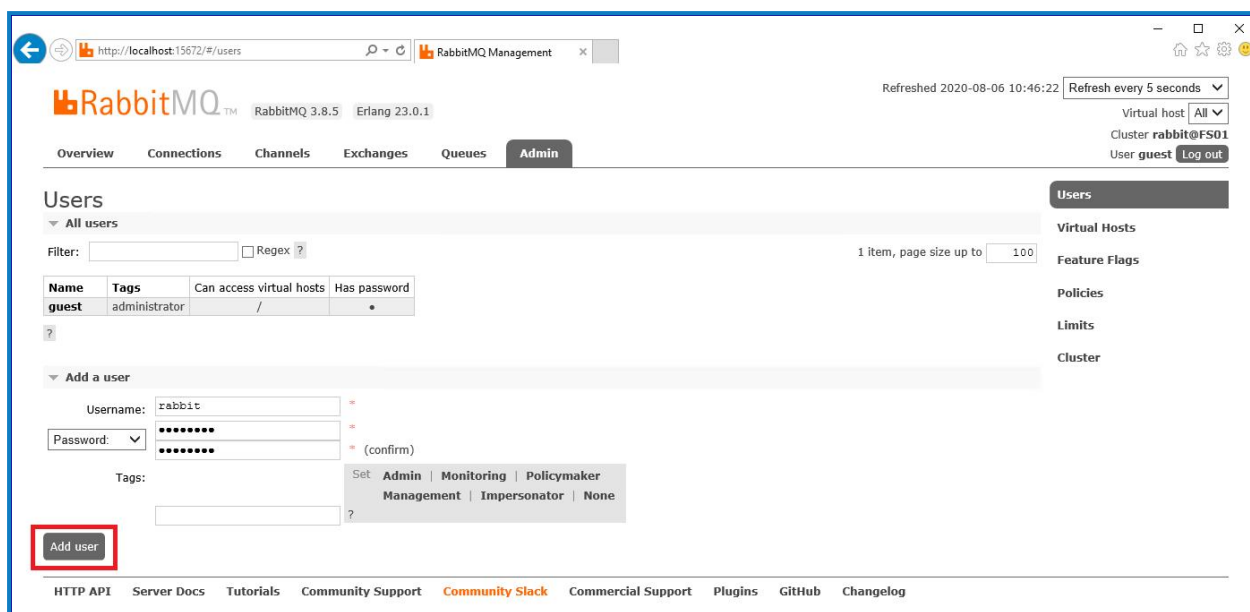 http://localhost:15672/#/users RabbitMQ Management
Refreshed 2020-08-06 10:46:22 Refresh every 5 seconds
RabbitMQ TM RabbitMQ 3.8.5 Erlang 23.0.1
Virtual host All
Cluster rabbit@FS01
User guest Log out
Overview Connections Channels Exchanges Queues Admin
Users
All users
Filter: Regex ? 1 item, page size up to 100
Name Tags Can access virtual hosts Has password
guest administrator / ●
?
Add a user
Username: rabbit *
Password: ●●●●●●●● *
●●●●●●●● * (confirm)
Tags: Set Admin | Monitoring | Policymaker
Management | Impersonator | None
?
Add user
Users
Virtual Hosts
Feature Flags
Policies
Limits
Cluster
HTTP API Server Docs Tutorials Community Support Community Slack Commercial Support Plugins GitHub Changelog